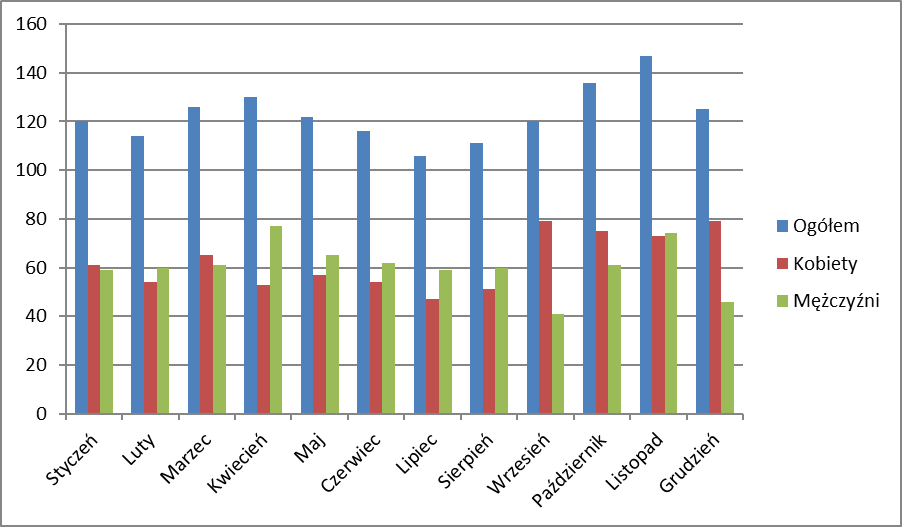 160
140
120
100
80
60
40
20
0
Styczeń
Luty
Marzec
Kwiecień
Maj
Czerwiec
Lipiec
Sierpień
Wrzesień
Październik
Listopad
Grudzień
Ogółem
Kobiety
Mężczyźni